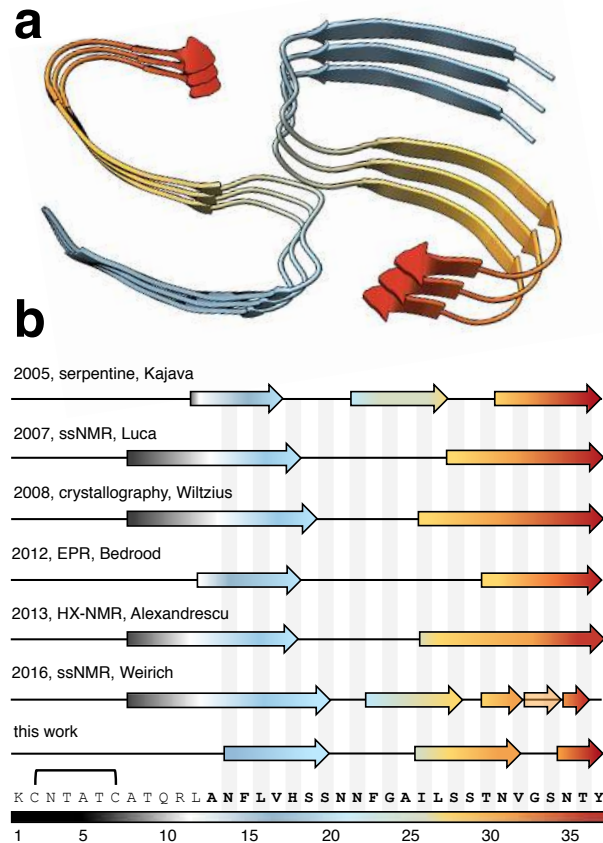 a
b
2005, serpentine, Kajava
2007, ssNMR, Luca
2008, crystallography, Wiltzius
2012, EPR, Bedrood
2013, HX-NMR, Alexandrescu
2016, ssNMR, Weirich
this work
K C N T A T C A T Q R L A N F L V H S S N N F G A I L S S T N V G S N T Y
1 5 10 15 20 25 30 35